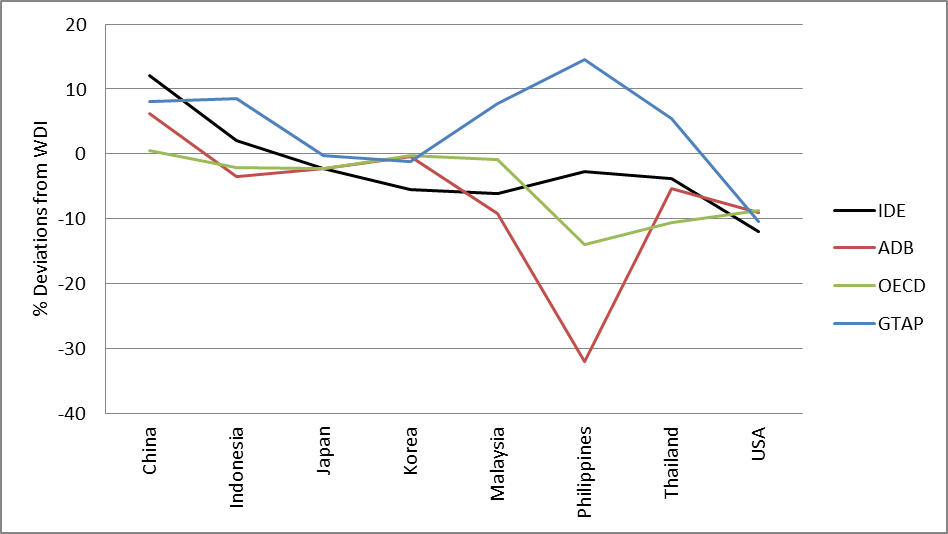 20
10
0
-10
-20
-30
-40
% Deviations from WDI
China
Indonesia
Japan
Korea
Malaysia
Philippines
Thailand
USA
IDE
ADB
OECD
GTAP